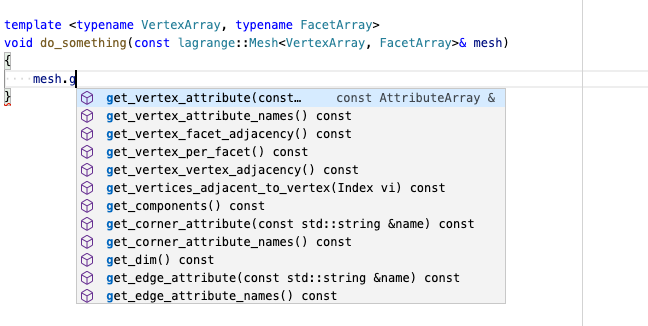 template <typename VertexArray, typename FacetArray>
void do_something(const lagrange::Mesh<VertexArray, FacetArray>& mesh)
{
····mesh.g
get_vertex_attribute(const… const AttributeArray &
}
get_vertex_attribute_names() const
get_vertex_facet_adjacency() const
get_vertex_per_facet() const
get_vertex_vertex_adjacency() const
get_vertices_adjacent_to_vertex(Index vi) const
get_components() const
get_corner_attribute(const std::string &name) const
get_corner_attribute_names() const
get_dim() const
get_edge_attribute(const std::string &name) const
get_edge_attribute_names() const